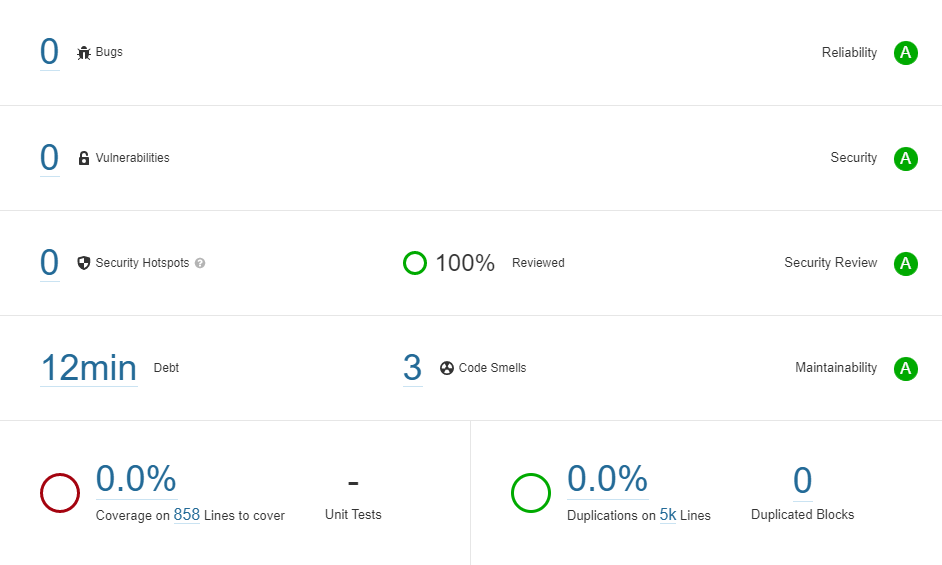 0 Bugs Reliability A
0 Vulnerabilities Security A
0 Security Hotspots ? 100% Reviewed Security Review A
12min Debt 3 Code Smells Maintainability A
0.0% - 0.0% 0
Coverage on 858 Lines to cover Unit Tests Duplications on 5k Lines Duplicated Blocks